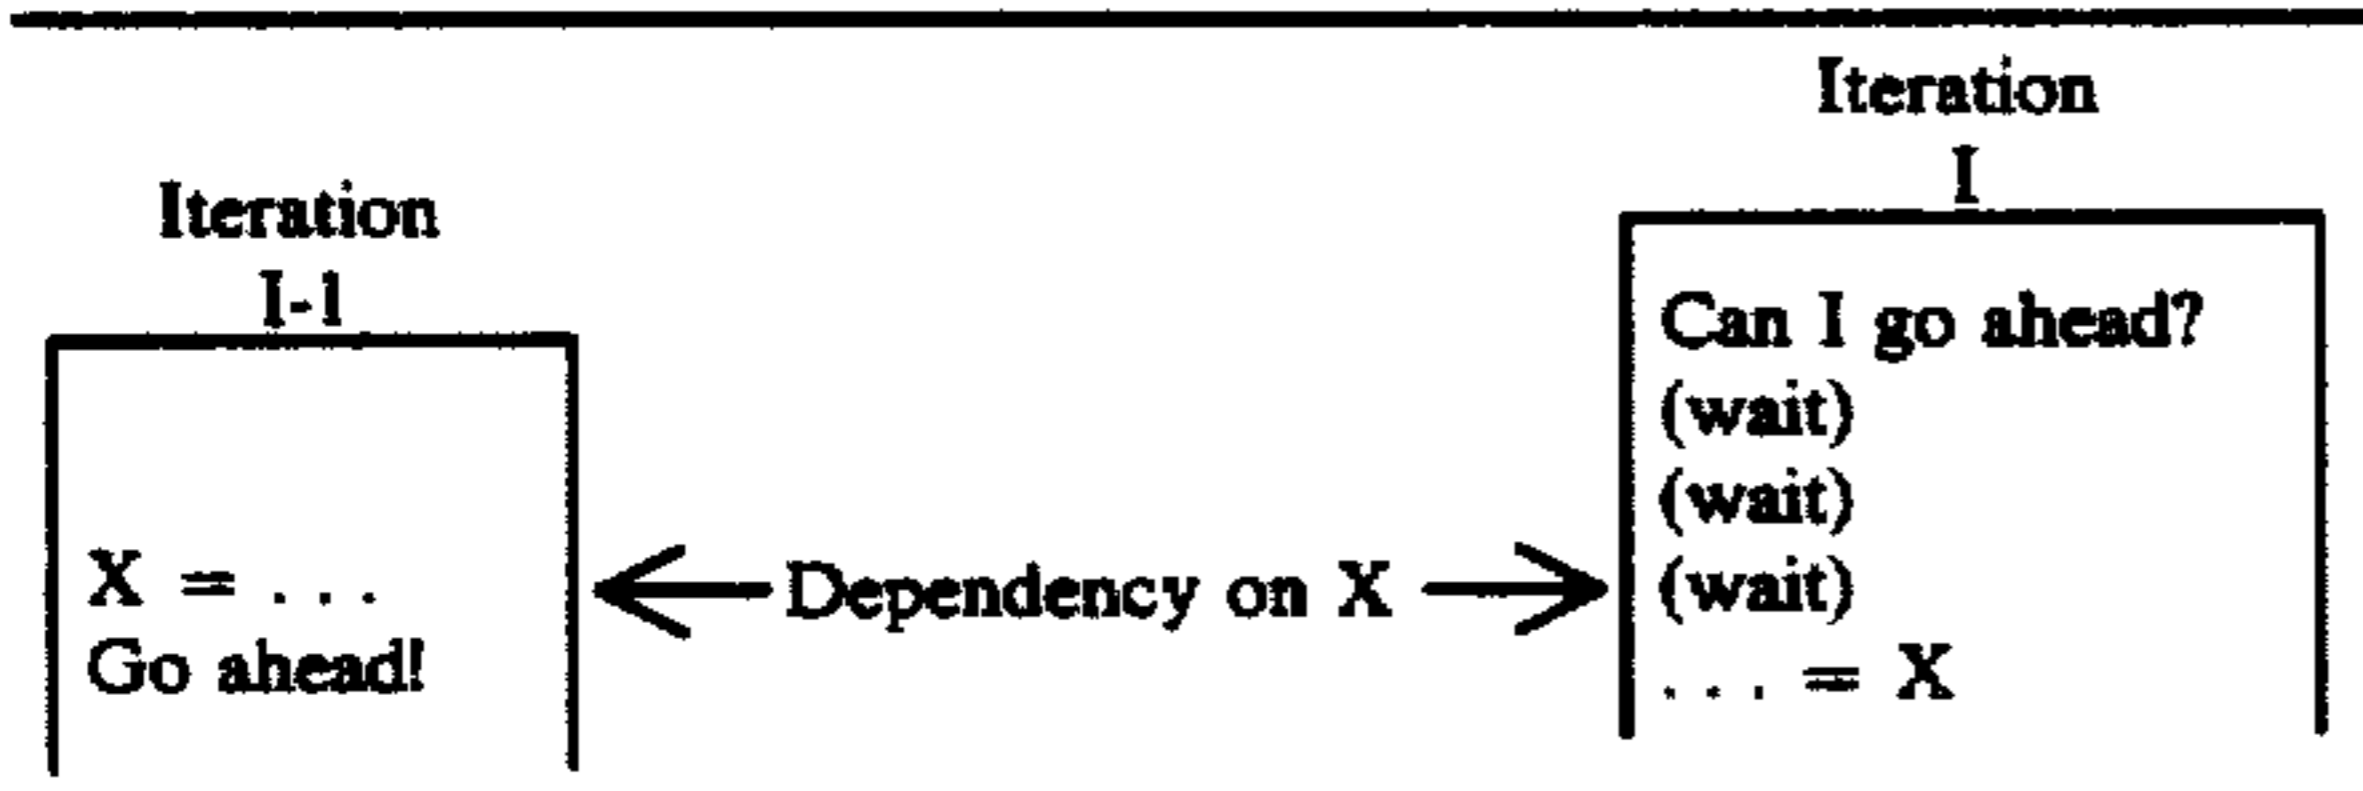 Iteration
I-1
X = . . .
Go ahead!
Dependency on X
Iteration
I
Can I go ahead?
(wait)
(wait)
(wait)
. . . = X